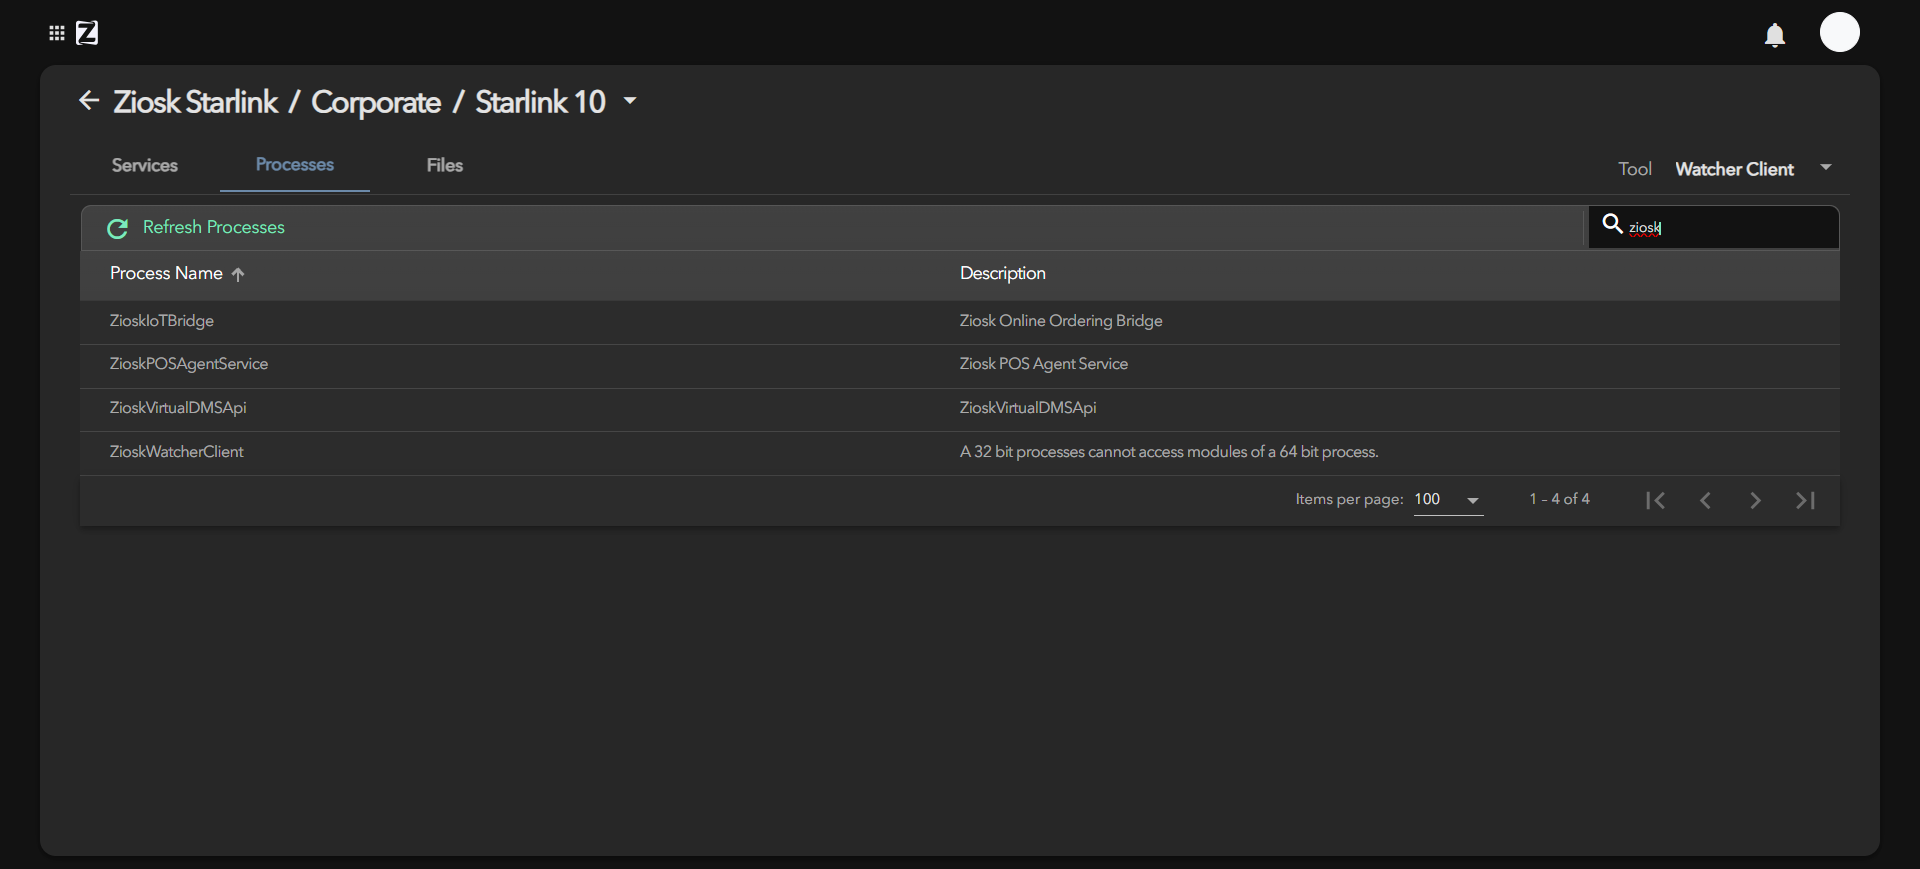 Z
Ziosk Starlink / Corporate / Starlink 10
Services Processes Files Tool Watcher Client
Refresh Processes ziosk
Process Name Description
ZioskIoTBridge Ziosk Online Ordering Bridge
ZioskPOSAgentService Ziosk POS Agent Service
ZioskVirtualDMSApi ZioskVirtualDMSApi
ZioskWatcherClient A 32 bit processes cannot access modules of a 64 bit process.
Items per page: 100 1 - 4 of 4